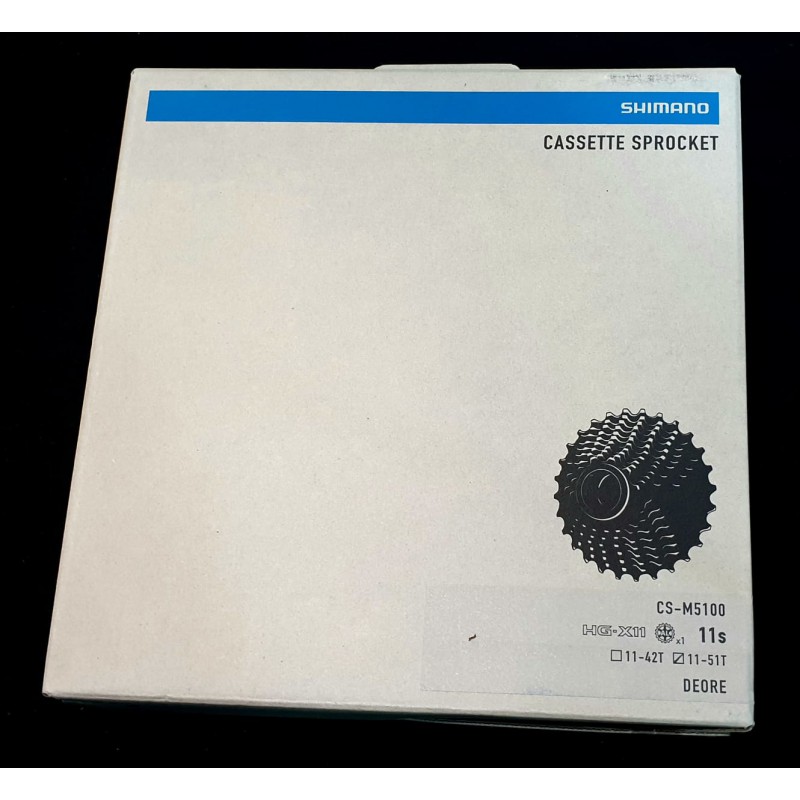 SHIMANO
CASSETTE SPROCKET
CS-M5100
HG-X11 x1 11s
11-42T 11-51T
DEORE